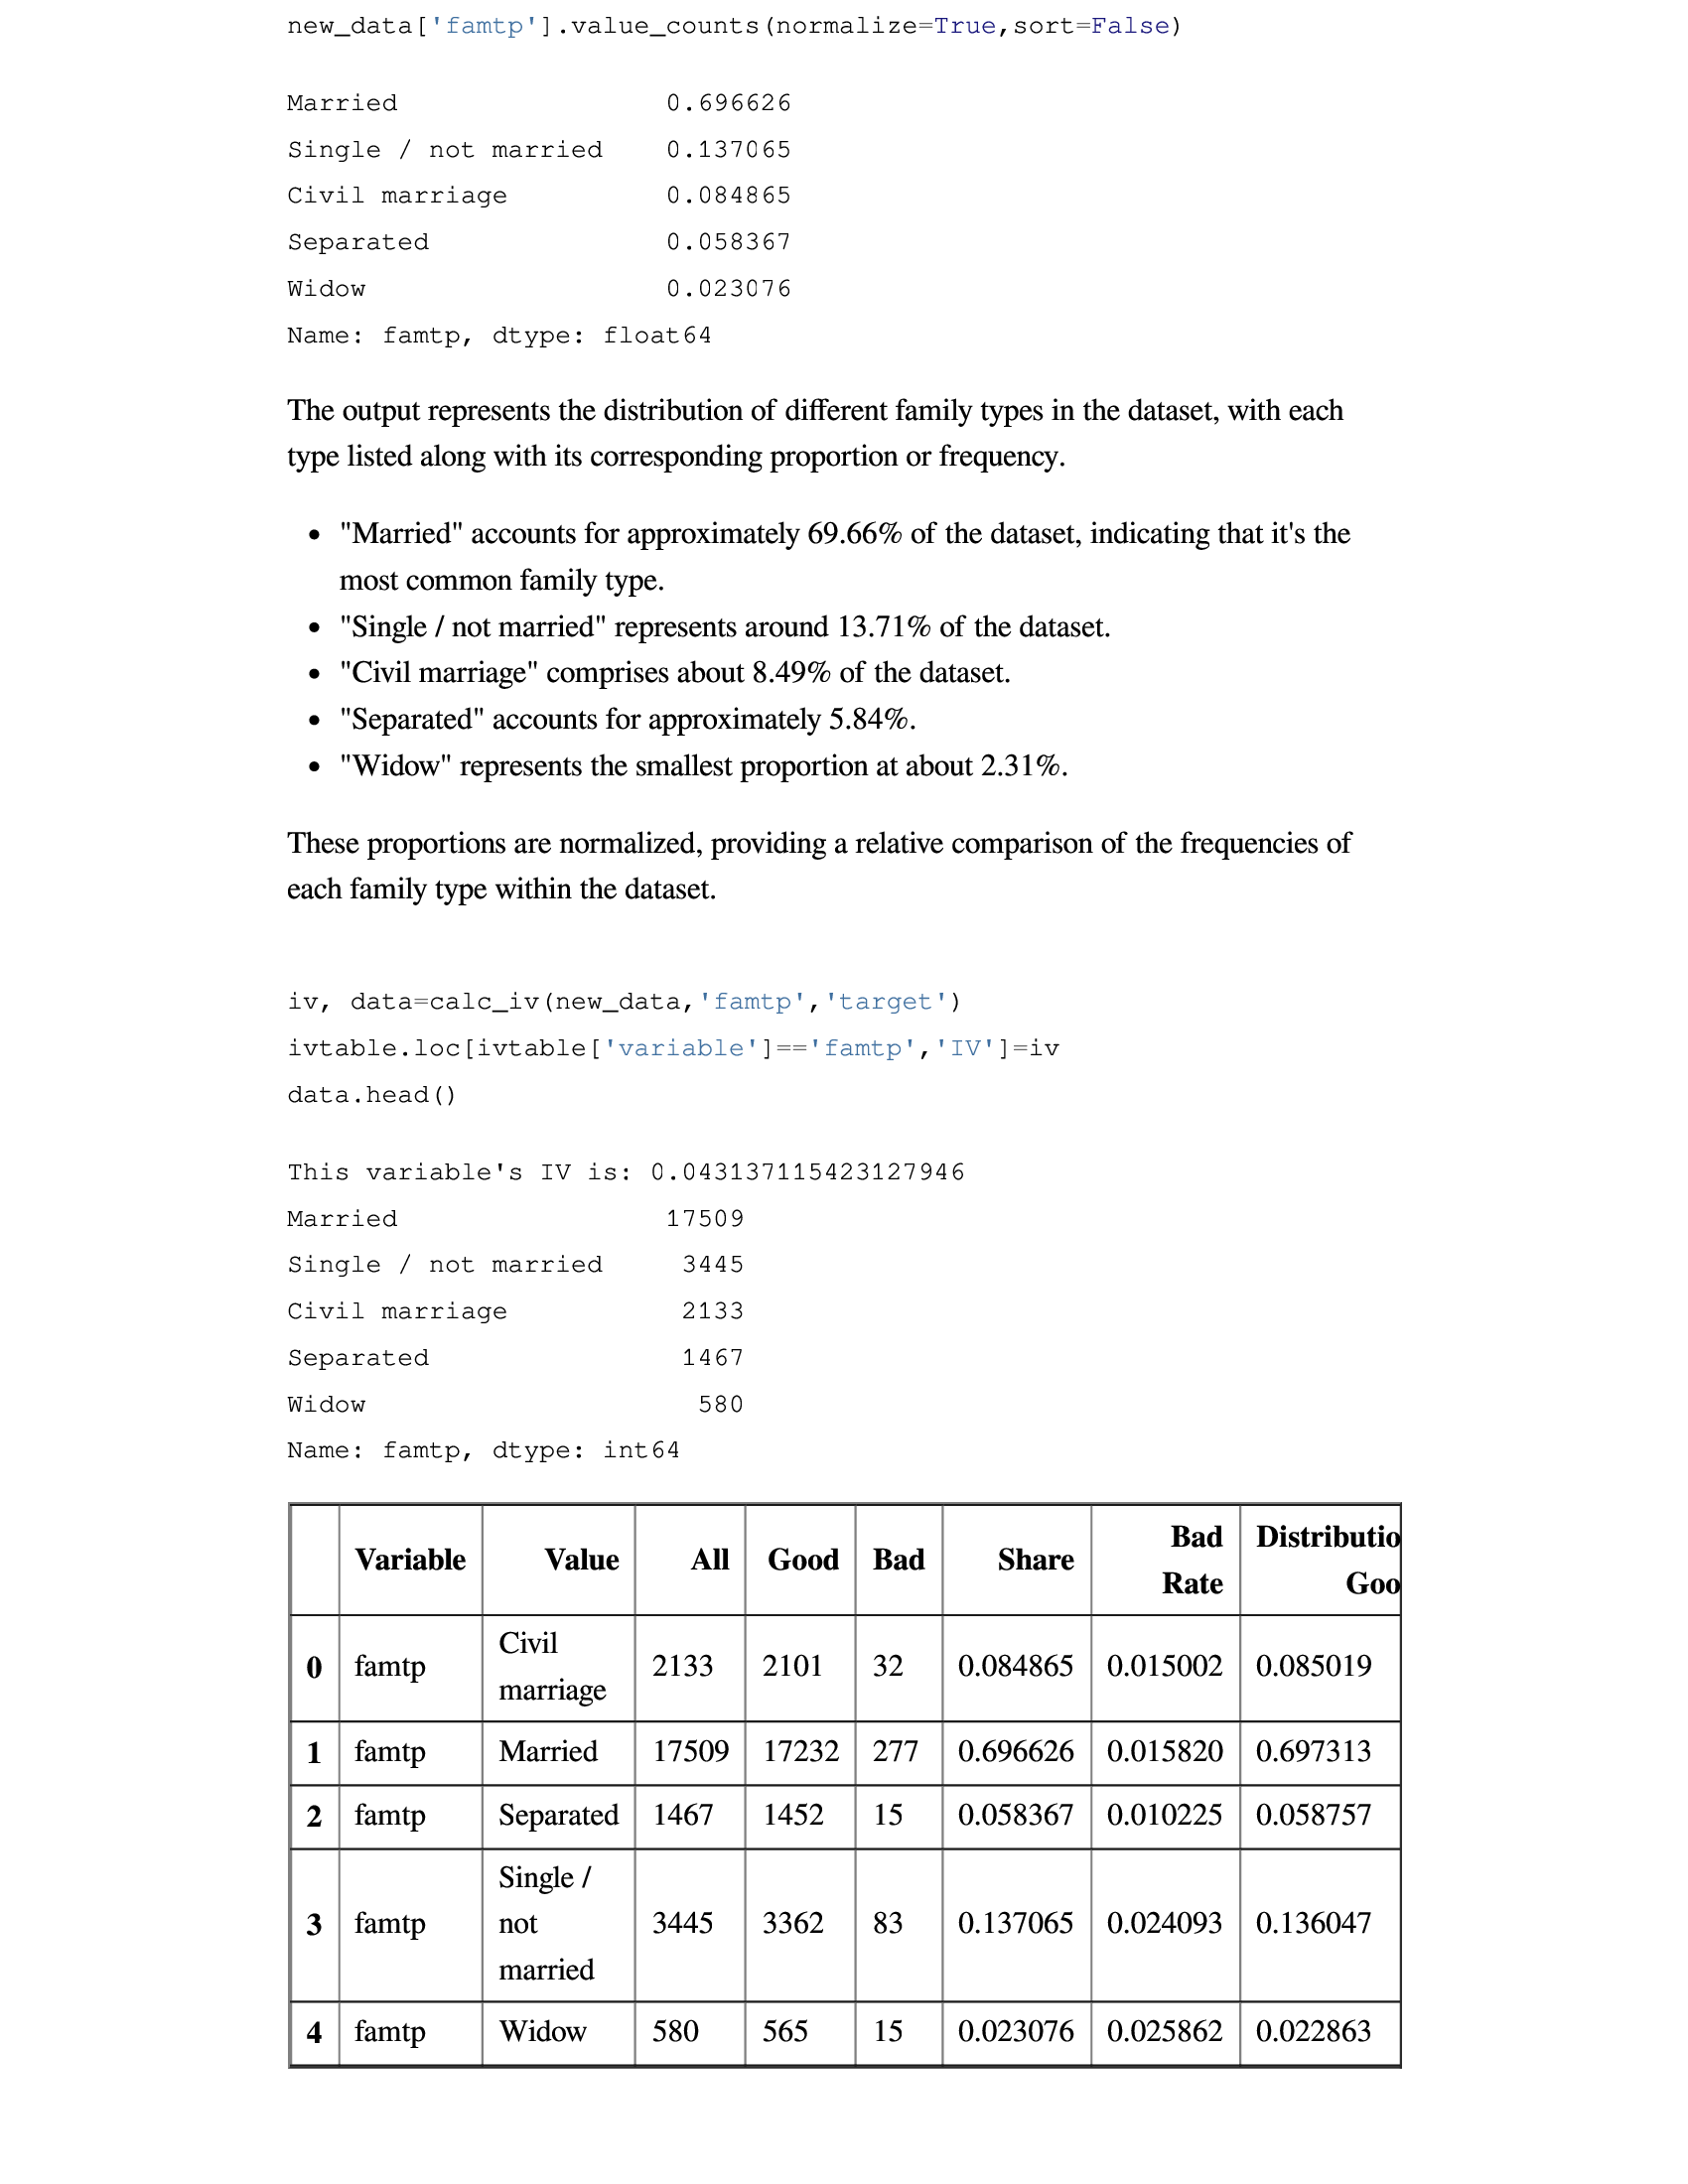 new_data['famtp'].value_counts(normalize=True,sort=False)
Married 0.696626
Single / not married 0.137065
Civil marriage 0.084865
Separated 0.058367
Widow 0.023076
Name: famtp, dtype: float64
The output represents the distribution of different family types in the dataset, with each
type listed along with its corresponding proportion or frequency.
• "Married" accounts for approximately 69.66% of the dataset, indicating that it's the
most common family type.
• "Single / not married" represents around 13.71% of the dataset.
• "Civil marriage" comprises about 8.49% of the dataset.
• "Separated" accounts for approximately 5.84%.
• "Widow" represents the smallest proportion at about 2.31%.
These proportions are normalized, providing a relative comparison of the frequencies of
each family type within the dataset.
iv, data=calc_iv(new_data,'famtp','target')
ivtable.loc[ivtable['variable']=='famtp','IV']=iv
data.head()
This variable's IV is: 0.043137115423127946
Married 17509
Single / not married 3445
Civil marriage 2133
Separated 1467
Widow 580
Name: famtp, dtype: int64
Variable Value All Good Bad Share Bad Rate Distributio Goo
0 famtp Civil marriage 2133 2101 32 0.084865 0.015002 0.085019
1 famtp Married 17509 17232 277 0.696626 0.015820 0.697313
2 famtp Separated 1467 1452 15 0.058367 0.010225 0.058757
3 famtp Single / not married 3445 3362 83 0.137065 0.024093 0.136047
4 famtp Widow 580 565 15 0.023076 0.025862 0.022863